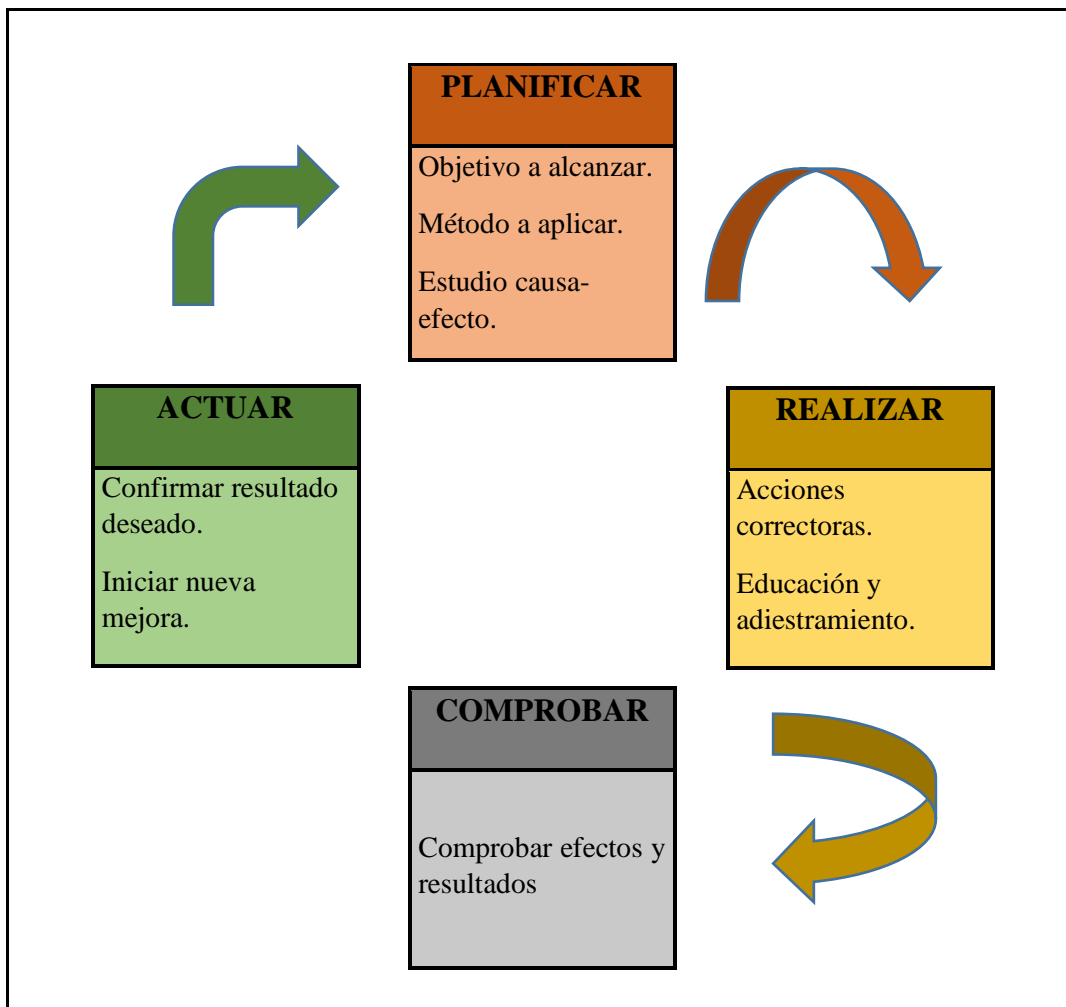 PLANIFICAR
Objetivo a alcanzar.
Método a aplicar.
Estudio causa-
efecto.
ACTUAR
Confirmar resultado
deseado.
Iniciar nueva
mejora.
REALIZAR
Acciones
correctoras.
Educación y
adiestramiento.
COMPROBAR
Comprobar efectos y
resultados